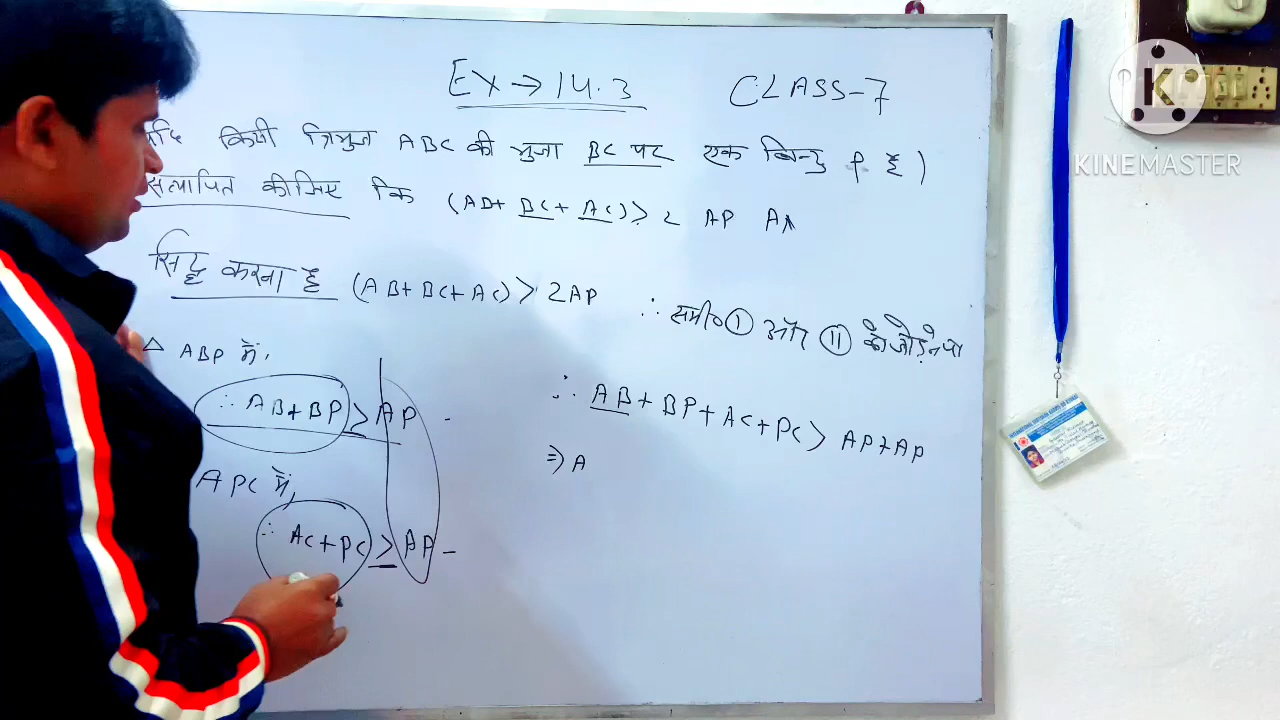 Ex → 14.3 CLASS-7
यदि किसी त्रिभुज ABC की भुजा BC पर एक बिन्दु P है।
सत्यापित कीजिए कि (AB+ BC + AC) > 2 AP
सिद्ध करना है (AB+BC+AC) > 2AP
∴ समी० ① और ⑪ को जोड़ने पर
△ ABP में,
∴ AB+BP > AP -
∴ AB + BP + AC + PC > AP + AP
⇒ A
APC में,
∴ AC+PC > AP -
KINEMASTER